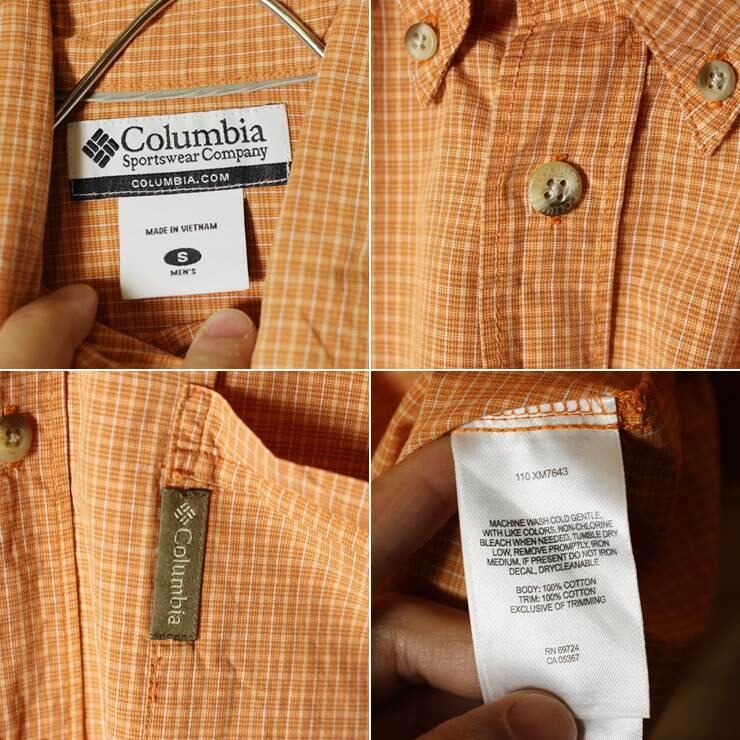 Columbia
Sportswear Company
COLUMBIA.COM
MADE IN VIETNAM
S
MEN'S
Columbia
110 XM7643
MACHINE WASH COLD GENTLE,
WITH LIKE COLORS, NON-CHLORINE
BLEACH WHEN NEEDED, TUMBLE DRY
LOW, REMOVE PROMPTLY, IRON
MEDIUM, IF PRESENT DO NOT IRON
DECAL, DRYCLEANABLE
BODY: 100% COTTON
TRIM: 100% COTTON
EXCLUSIVE OF TRIMMING
RN 69724
CA 05367